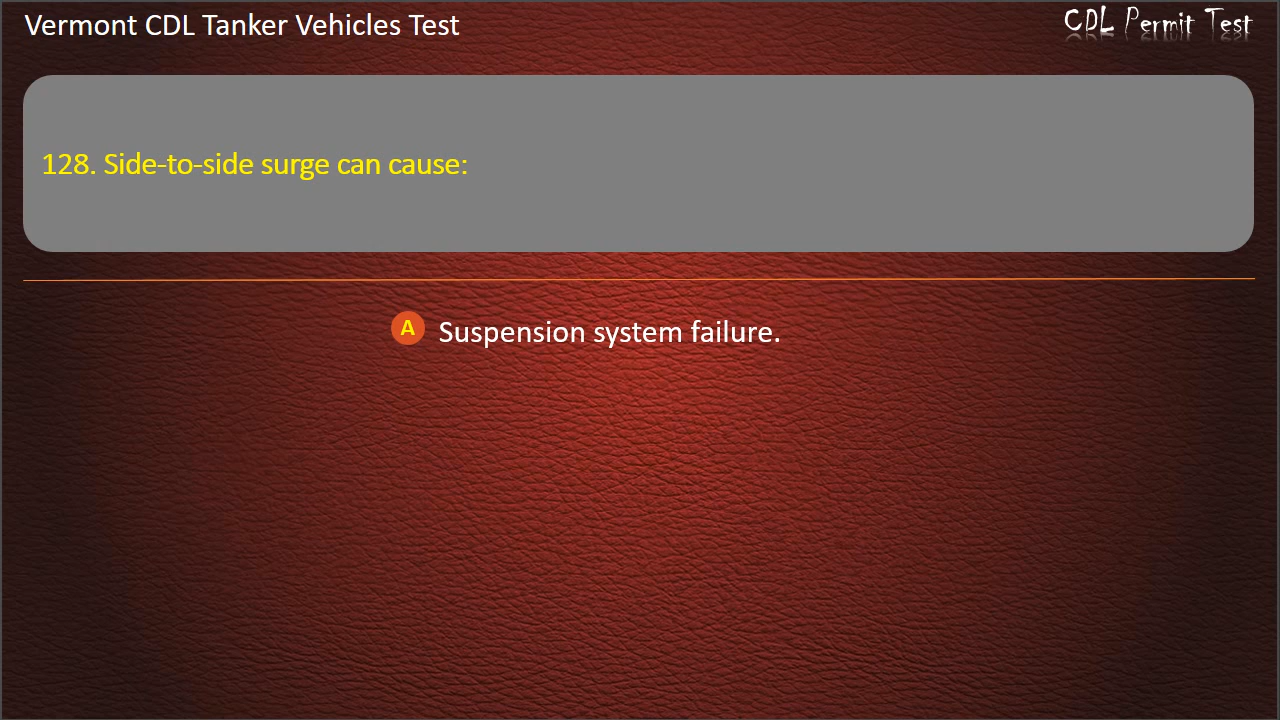 Vermont CDL Tanker Vehicles Test
CDL Permit Test
128. Side-to-side surge can cause:
A Suspension system failure.